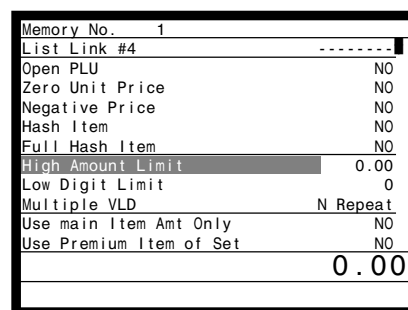 Memory No. 1
List Link #4 --------
Open PLU NO
Zero Unit Price NO
Negative Price NO
Hash Item NO
Full Hash Item NO
High Amount Limit 0.00
Low Digit Limit 0
Multiple VLD N Repeat
Use main Item Amt Only NO
Use Premium Item of Set NO
0.00